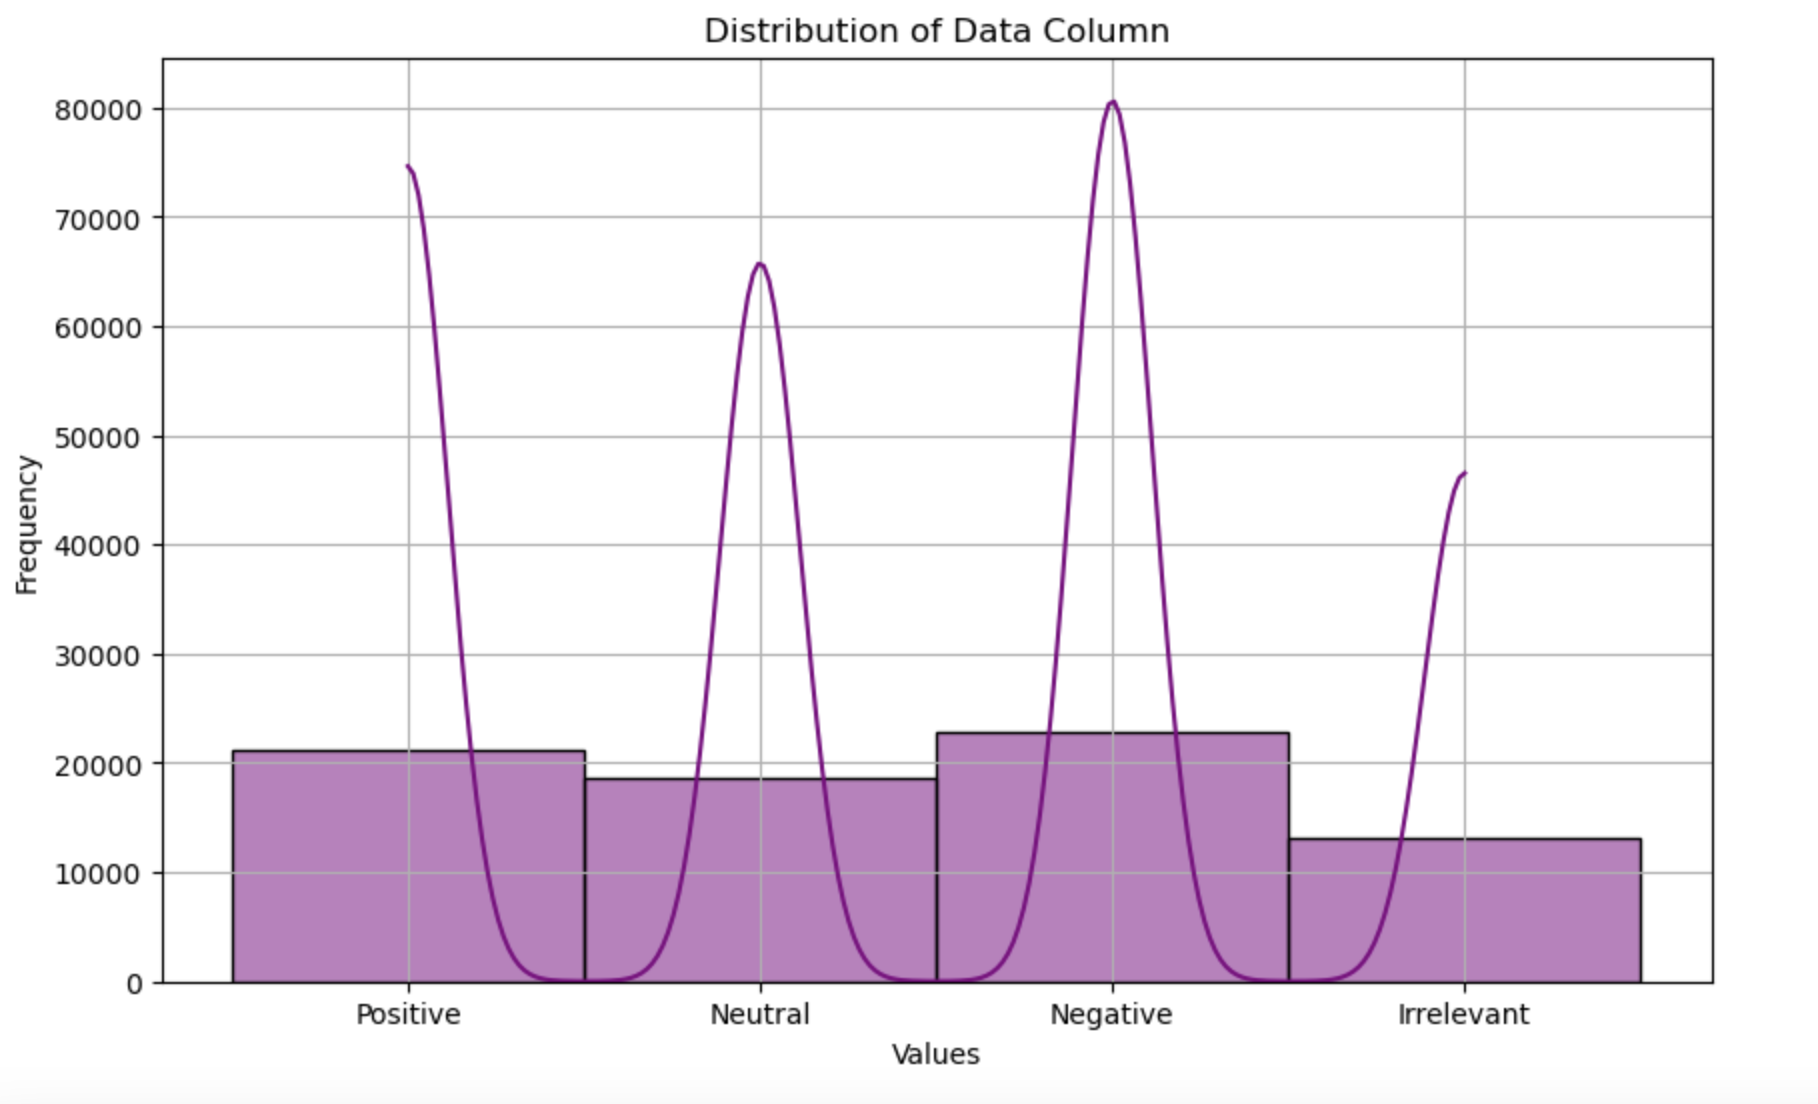 Distribution of Data Column
80000
70000
60000
50000
40000
30000
20000
10000
0
Frequency
Positive Neutral Negative Irrelevant
Values